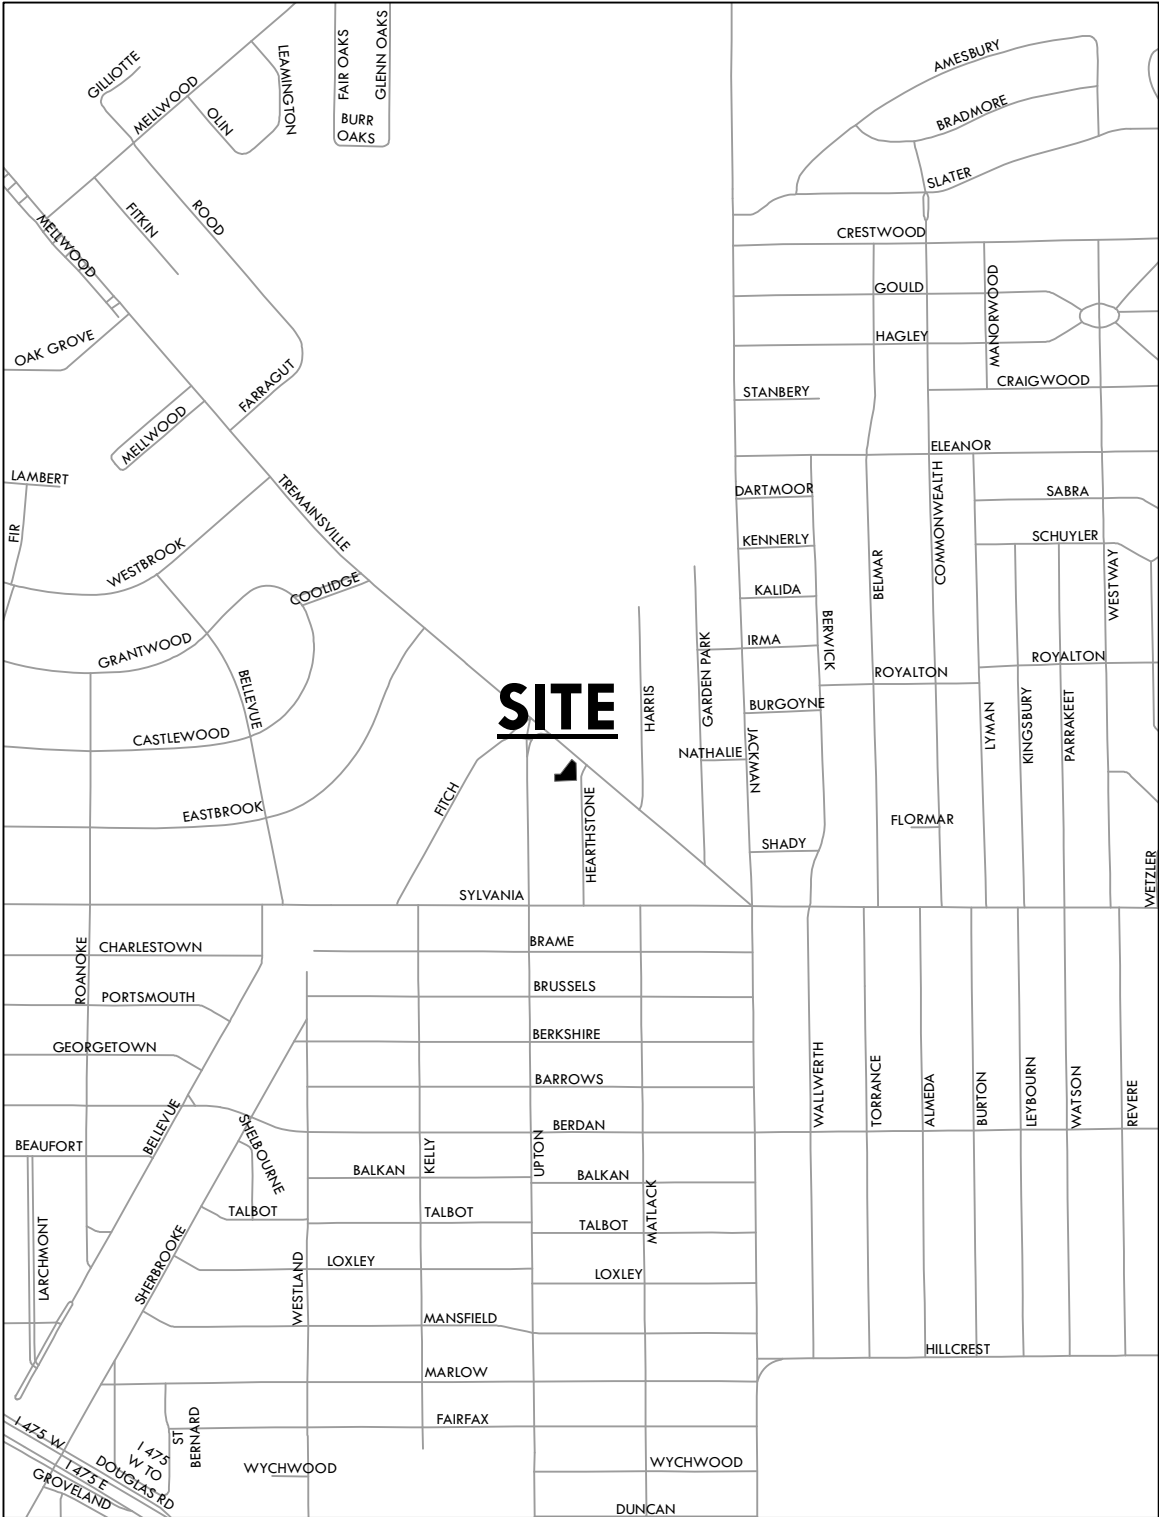 GILLIOTTE
MELLWOOD
OLIN
LEAMINGTON
FAIR OAKS
GLENN OAKS
BURR
OAKS
AMESBURY
BRADMORE
SLATER
FITKIN
ROOD
MELLWOOD
CRESTWOOD
GOULD
MANORWOOD
HAGLEY
OAK GROVE
FARRAGUT
STANBERY
CRAIGWOOD
MELLWOOD
ELEANOR
LAMBERT
FIR
TREMAINSVILLE
DARTMOOR
COMMONWEALTH
SABRA
WESTBROOK
KENNERLY
SCHUYLER
COOLIDGE
KALIDA
BELMAR
WESTWAY
GRANTWOOD
IRMA
BERWICK
GARDEN PARK
ROYALTON
ROYALTON
BELLEVUE
HARRIS
SITE
BURGOYNE
LYMAN
KINGSBURY
PARRAKEET
CASTLEWOOD
NATHALIE
JACKMAN
EASTBROOK
FITCH
HEARTHSTONE
FLORMAR
SHADY
WETZLER
SYLVANIA
ROANOKE
CHARLESTOWN
BRAME
PORTSMOUTH
BRUSSELS
GEORGETOWN
BERKSHIRE
BARROWS
WALLWERTH
TORRANCE
ALMEDA
BURTON
LEYBOURN
WATSON
REVERE
BELLEVUE
SHELBOURNE
BERDAN
BEAUFORT
KELLY
UPTON
BALKAN
BALKAN
MATLACK
TALBOT
TALBOT
TALBOT
LARCHMONT
SHERBROOKE
WESTLAND
LOXLEY
LOXLEY
MANSFIELD
HILLCREST
MARLOW
FAIRFAX
ST
BERNARD
I 475 W
I 475
W TO
DOUGLAS RD
I 475 E
GROVELAND
WYCHWOOD
WYCHWOOD
DUNCAN